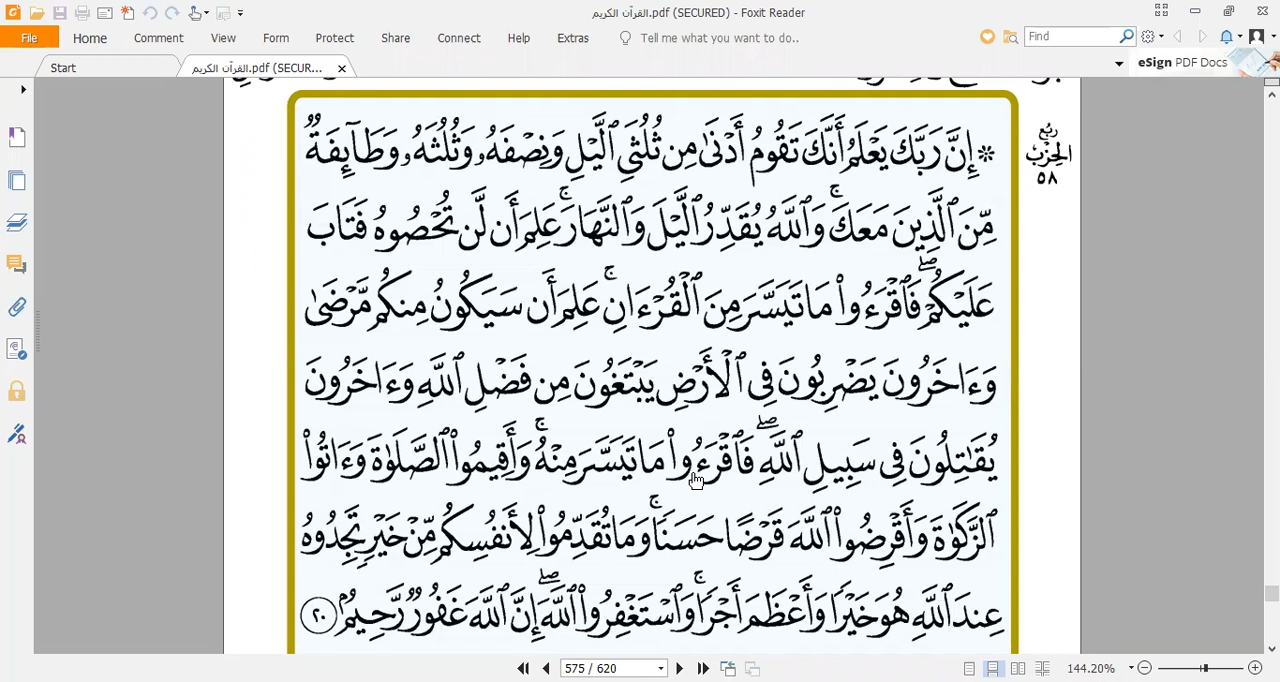 القرآن الكريم.pdf (SECURED) - Foxit Reader
File Home Comment View Form Protect Share Connect Help Extras Tell me what you want to do.. Find
Start القرآن الكريم.pdf (SECUR... eSign PDF Docs
۞ إِنَّ رَبَّكَ يَعْلَمُ أَنَّكَ تَقُومُ أَدْنَىٰ مِن ثُلُثَىِ ٱلَّيْلِ وَنِصْفَهُۥ وَثُلُثَهُۥ وَطَآئِفَةٌ
رُبْع
الحِزْب
٥٨
مِّنَ ٱلَّذِينَ مَعَكَ ۚ وَٱللَّهُ يُقَدِّرُ ٱلَّيْلَ وَٱلنَّهَارَ ۚ عَلِمَ أَن لَّن تُحْصُوهُ فَتَابَ
عَلَيْكُمْ ۖ فَٱقْرَءُوا۟ مَا تَيَسَّرَ مِنَ ٱلْقُرْءَانِ ۚ عَلِمَ أَن سَيَكُونُ مِنكُم مَّرْضَىٰ
وَءَاخَرُونَ يَضْرِبُونَ فِى ٱلْأَرْضِ يَبْتَغُونَ مِن فَضْلِ ٱللَّهِ وَءَاخَرُونَ
يُقَٰتِلُونَ فِى سَبِيلِ ٱللَّهِ ۖ فَٱقْرَءُوا۟ مَا تَيَسَّرَ مِنْهُ ۚ وَأَقِيمُوا۟ ٱلصَّلَوٰةَ وَءَاتُوا۟
ٱلزَّكَوٰةَ وَأَقْرِضُوا۟ ٱللَّهَ قَرْضًا حَسَنًا ۚ وَمَا تُقَدِّمُوا۟ لِأَنفُسِكُم مِّنْ خَيْرٍ تَجِدُوهُ
عِندَ ٱللَّهِ هُوَ خَيْرًا وَأَعْظَمَ أَجْرًا ۚ وَٱسْتَغْفِرُوا۟ ٱللَّهَ ۖ إِنَّ ٱللَّهَ غَفُورٌ رَّحِيمٌۢ ٢٠
575 / 620 144.20%